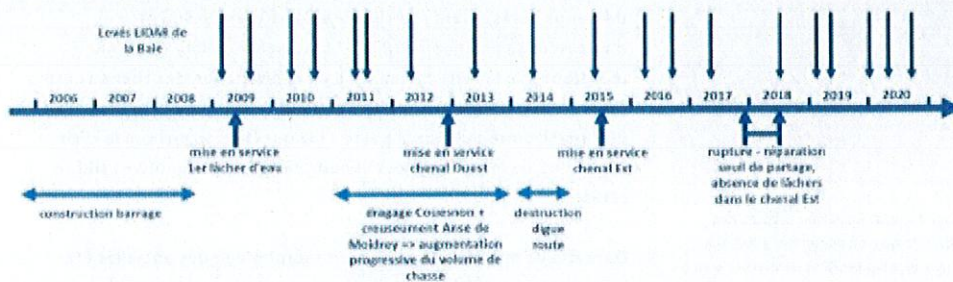 Levés LIDAR de
la Baie
2006 2007 2008 2009 2010 2011 2012 2013 2014 2015 2016 2017 2018 2019 2020
mise en service
1er lâcher d'eau
mise en service
chenal Ouest
mise en service
chenal Est
rupture - réparation
seuil de partage,
absence de lâchers
dans le chenal Est
construction barrage
dragage Couesnon +
creusement Anse de
Moidrey => augmentation
progressive du volume de
chasse
destruction
digue
route